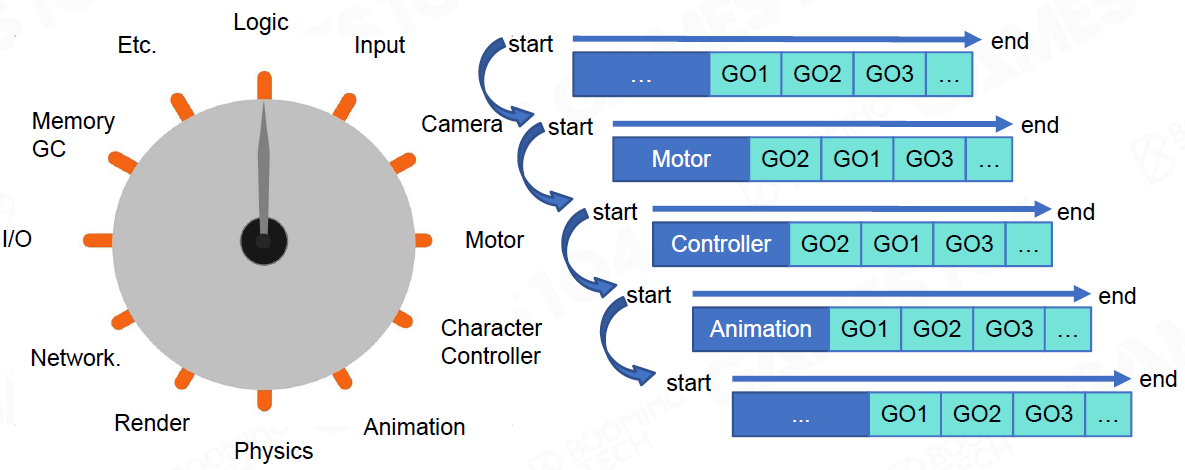 Logic
Etc.
Input
Memory
GC
Camera
I/O
Motor
Character
Controller
Network.
Render
Animation
Physics
start
end
... GO1 GO2 GO3 ...
start
end
Motor GO2 GO1 GO3 ...
start
end
Controller GO2 GO1 GO3 ...
start
end
Animation GO1 GO2 GO3 ...
start
end
... GO1 GO2 GO3 ...
BOOMING
TECH